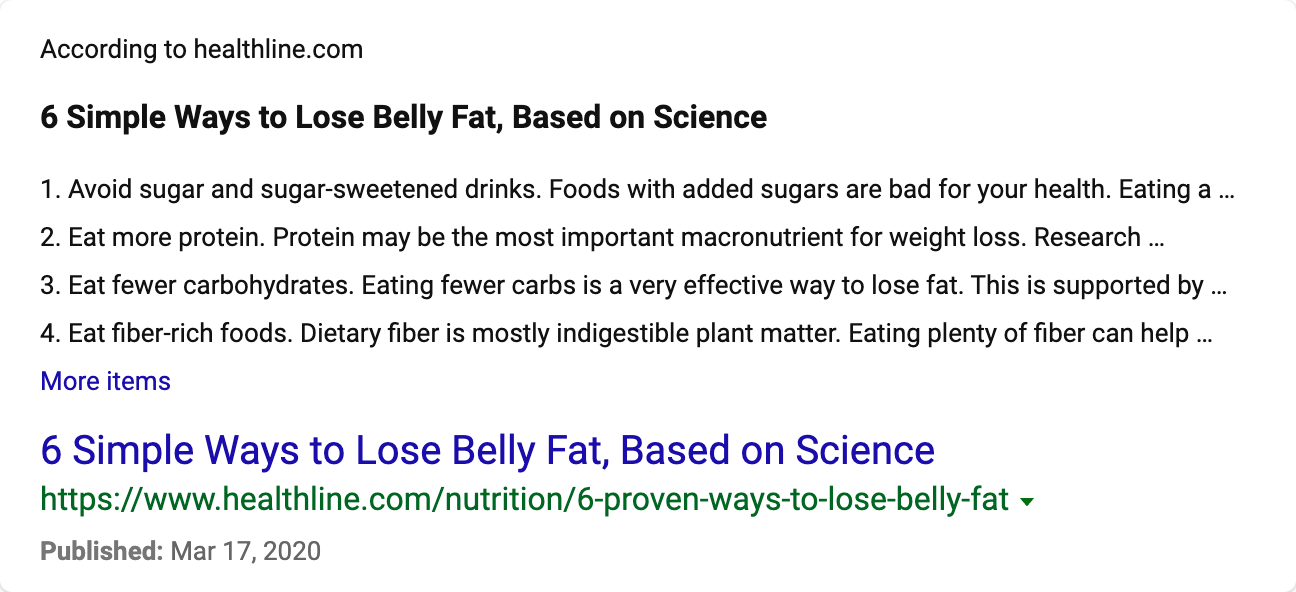 According to healthline.com
6 Simple Ways to Lose Belly Fat, Based on Science
1. Avoid sugar and sugar-sweetened drinks. Foods with added sugars are bad for your health. Eating a ...
2. Eat more protein. Protein may be the most important macronutrient for weight loss. Research ...
3. Eat fewer carbohydrates. Eating fewer carbs is a very effective way to lose fat. This is supported by ...
4. Eat fiber-rich foods. Dietary fiber is mostly indigestible plant matter. Eating plenty of fiber can help ...
More items
6 Simple Ways to Lose Belly Fat, Based on Science
https://www.healthline.com/nutrition/6-proven-ways-to-lose-belly-fat
Published: Mar 17, 2020